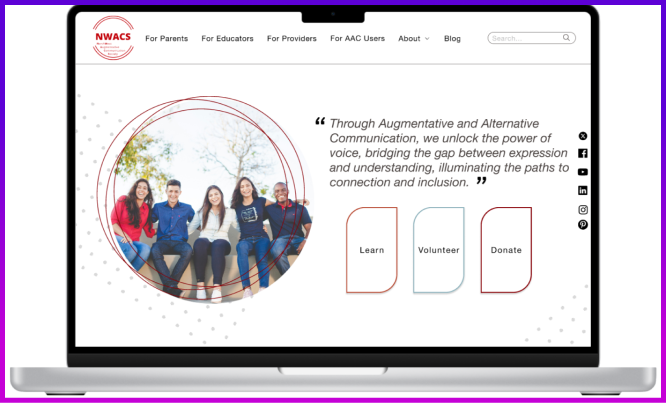 NWACS
For Parents
For Educators
For Providers
For AAC Users
About
Blog
Search...
“ Through Augmentative and Alternative
Communication, we unlock the power of
voice, bridging the gap between expression
and understanding, illuminating the paths to
connection and inclusion. ”
Learn
Volunteer
Donate